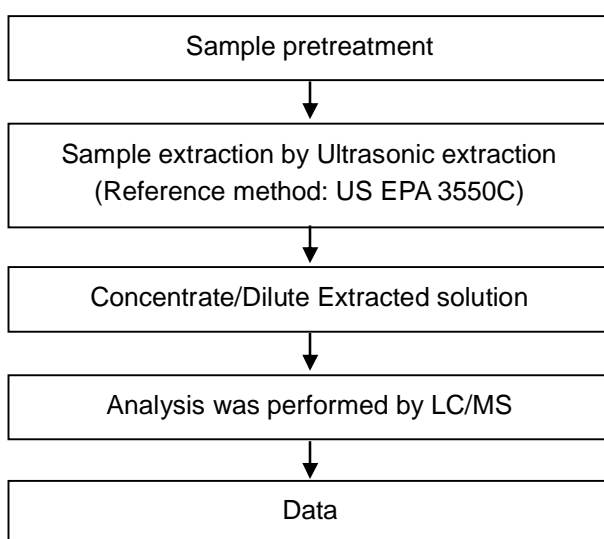 Sample pretreatment
Sample extraction by Ultrasonic extraction
(Reference method: US EPA 3550C)
Concentrate/Dilute Extracted solution
Analysis was performed by LC/MS
Data